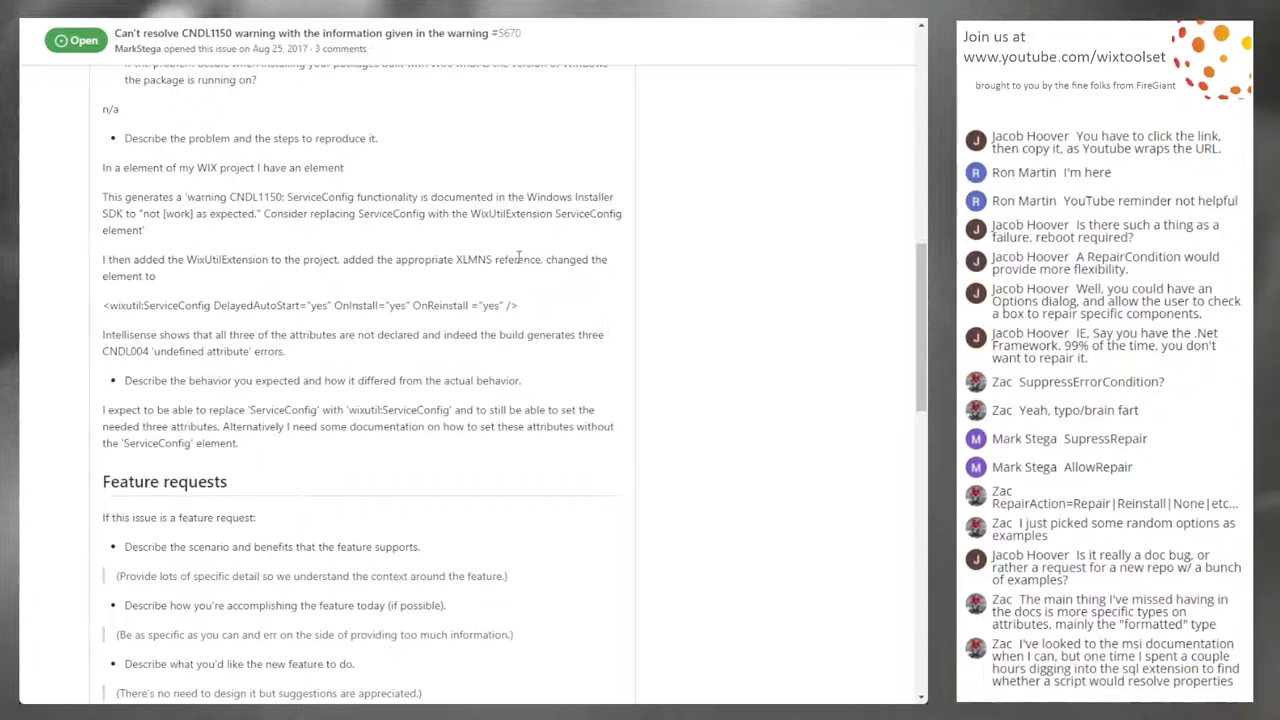 Can't resolve CNDL1150 warning with the information given in the warning #5670
Open
MarkStega opened this issue on Aug 25, 2017 · 3 comments
the package is running on?
n/a
• Describe the problem and the steps to reproduce it.
In a element of my WIX project I have an element
This generates a 'warning CNDL1150: ServiceConfig functionality is documented in the Windows Installer
SDK to "not [work] as expected." Consider replacing ServiceConfig with the WixUtilExtension ServiceConfig
element'
I then added the WixUtilExtension to the project, added the appropriate XLMNS reference, changed the
element to
<wixutil:ServiceConfig DelayedAutoStart="yes" OnInstall="yes" OnReinstall ="yes" />
Intellisense shows that all three of the attributes are not declared and indeed the build generates three
CNDL004 'undefined attribute' errors.
• Describe the behavior you expected and how it differed from the actual behavior.
I expect to be able to replace 'ServiceConfig' with 'wixutil:ServiceConfig' and to still be able to set the
needed three attributes. Alternatively I need some documentation on how to set these attributes without
the 'ServiceConfig' element.
Feature requests
If this issue is a feature request:
• Describe the scenario and benefits that the feature supports.
(Provide lots of specific detail so we understand the context around the feature.)
• Describe how you're accomplishing the feature today (if possible).
(Be as specific as you can and err on the side of providing too much information.)
• Describe what you'd like the new feature to do.
(There's no need to design it but suggestions are appreciated.)
Join us at
www.youtube.com/wixtoolset
brought to you by the fine folks from FireGiant
J Jacob Hoover You have to click the link,
then copy it, as Youtube wraps the URL.
R Ron Martin I'm here
R Ron Martin YouTube reminder not helpful
J Jacob Hoover Is there such a thing as a
failure, reboot required?
J Jacob Hoover A RepairCondition would
provide more flexibility.
J Jacob Hoover Well, you could have an
Options dialog, and allow the user to check
a box to repair specific components.
J Jacob Hoover IE, Say you have the .Net
Framework. 99% of the time, you don't
want to repair it.
Zac SuppressErrorCondition?
Zac Yeah, typo/brain fart
M Mark Stega SupressRepair
M Mark Stega AllowRepair
Zac
RepairAction=Repair|Reinstall|None|etc...
Zac I just picked some random options as
examples
J Jacob Hoover Is it really a doc bug, or
rather a request for a new repo w/ a bunch
of examples?
Zac The main thing I've missed having in
the docs is more specific types on
attributes, mainly the "formatted" type
Zac I've looked to the msi documentation
when I can, but one time I spent a couple
hours digging into the sql extension to find
whether a script would resolve properties